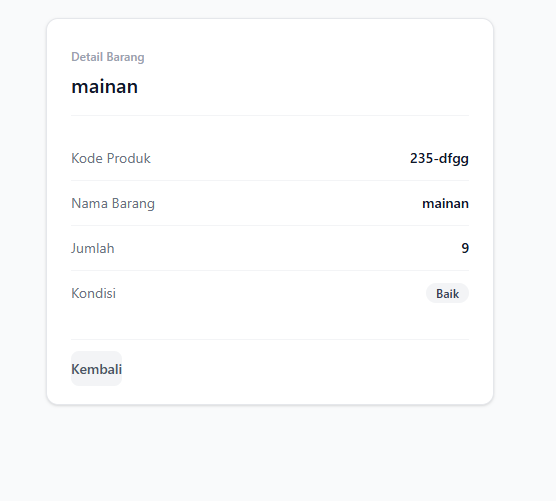 Detail Barang
mainan
Kode Produk 235-dfgg
Nama Barang mainan
Jumlah 9
Kondisi Baik
Kembali